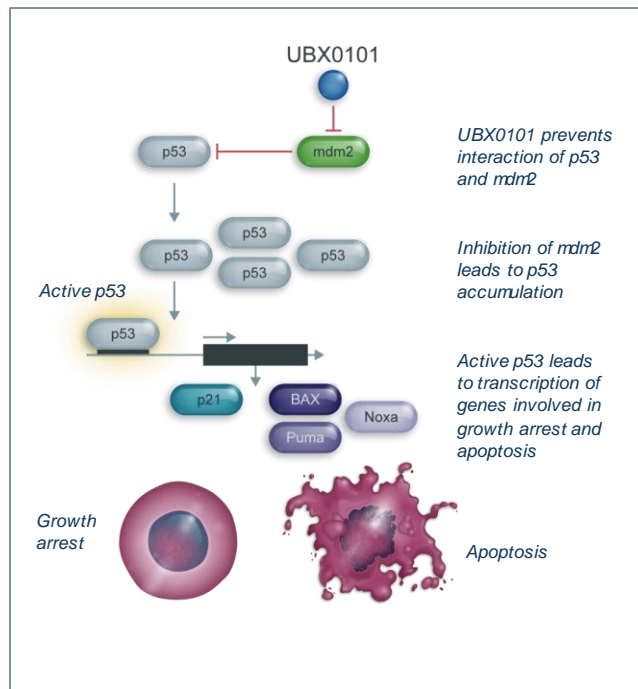 UBX0101
p53
mdm2
UBX0101 prevents
interaction of p53
and mdm2
p53
p53
p53
p53
Inhibition of mdm2
leads to p53
accumulation
Active p53
p53
Active p53 leads
to transcription of
genes involved in
growth arrest and
apoptosis
p21
BAX
Noxa
Puma
Growth
arrest
Apoptosis